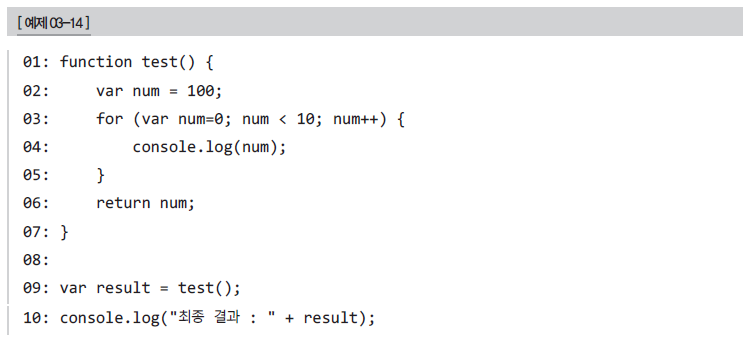 [ 예제 03-14 ]
01: function test() {
02:     var num = 100;
03:     for (var num=0; num < 10; num++) {
04:         console.log(num);
05:     }
06:     return num;
07: }
08:
09: var result = test();
10: console.log("최종 결과 : " + result);